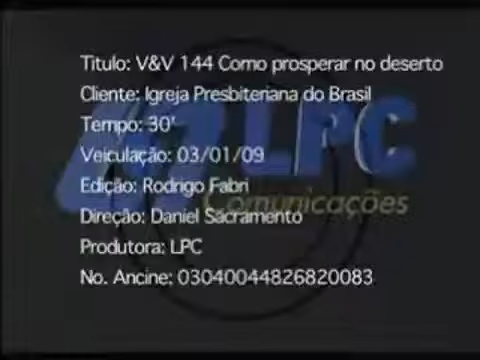 Titulo: V&V 144 Como prosperar no deserto
Cliente: Igreja Presbiteriana do Brasil
Tempo: 30'
Veiculação: 03/01/09
Edição: Rodrigo Fabri
Direção: Daniel Sacramento
Produtora: LPC
No. Ancine: 03040044826820083
LPC
Comunicações